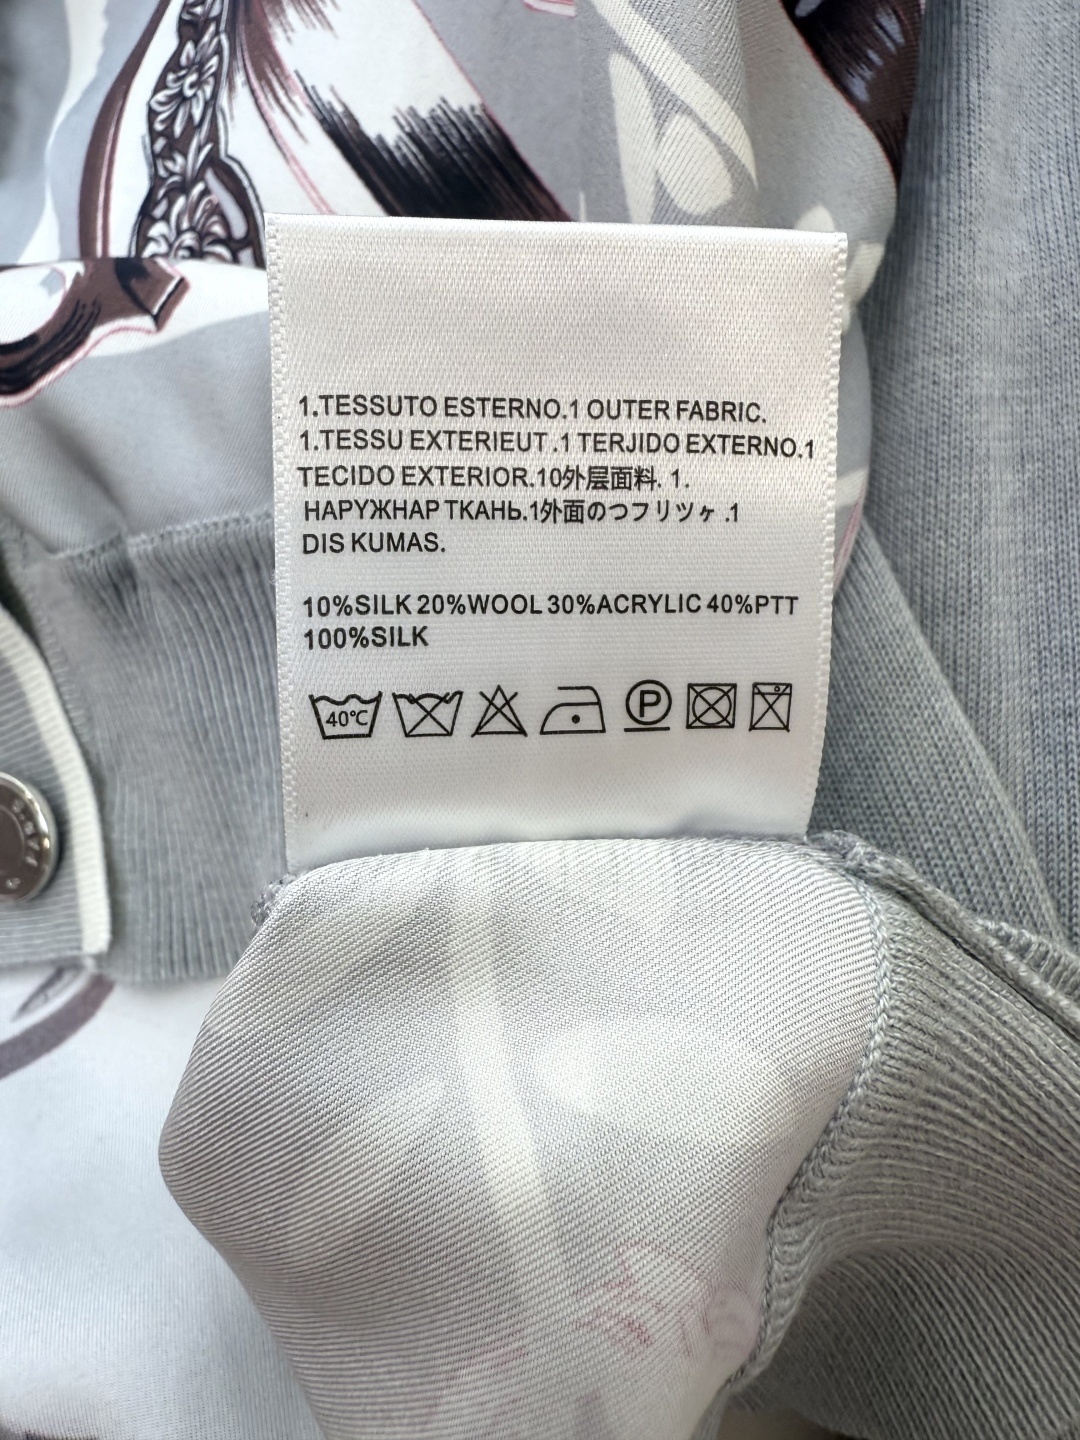 1.TESSUTO ESTERNO.1 OUTER FABRIC.
1.TESSU EXTERIEUT .1 TERJIDO EXTERNO.1
TECIDO EXTERIOR.10外层面料. 1.
НАРУЖНАР ТКАНЬ.1外面のつフリツヶ .1
DIS KUMAS.
10%SILK 20%WOOL 30%ACRYLIC 40%PTT
100%SILK
40℃
P